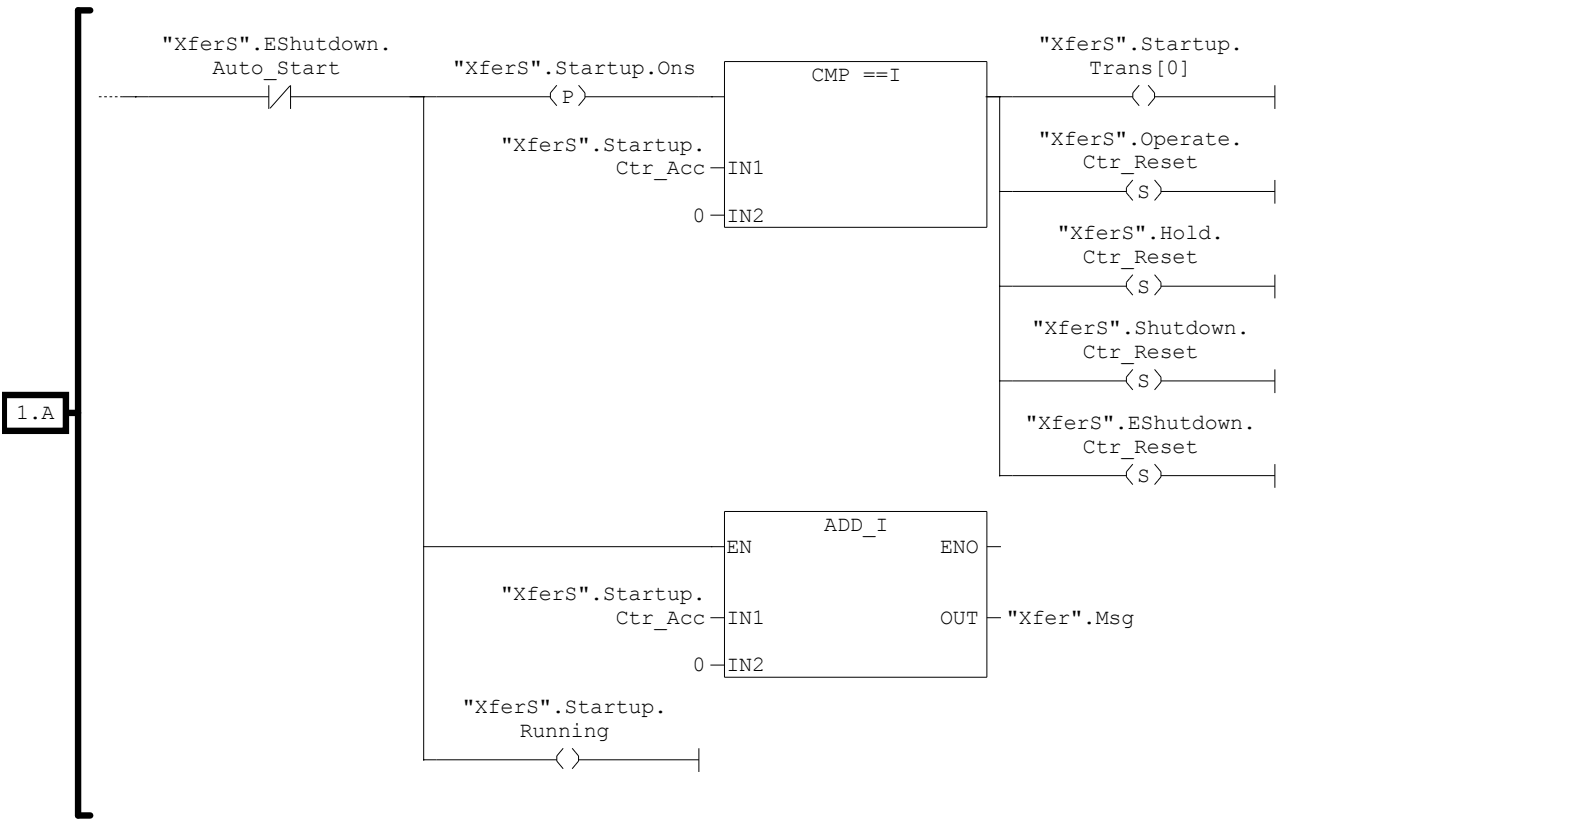 "XferS".EShutdown.
Auto_Start
"XferS".Startup.Ons
P
CMP ==I
"XferS".Startup.
Ctr_Acc
IN1
0
IN2
"XferS".Startup.
Trans[0]
"XferS".Operate.
Ctr_Reset
S
"XferS".Hold.
Ctr_Reset
S
"XferS".Shutdown.
Ctr_Reset
S
"XferS".EShutdown.
Ctr_Reset
S
1.A
ADD_I
EN
ENO
"XferS".Startup.
Ctr_Acc
IN1
OUT
"Xfer".Msg
0
IN2
"XferS".Startup.
Running